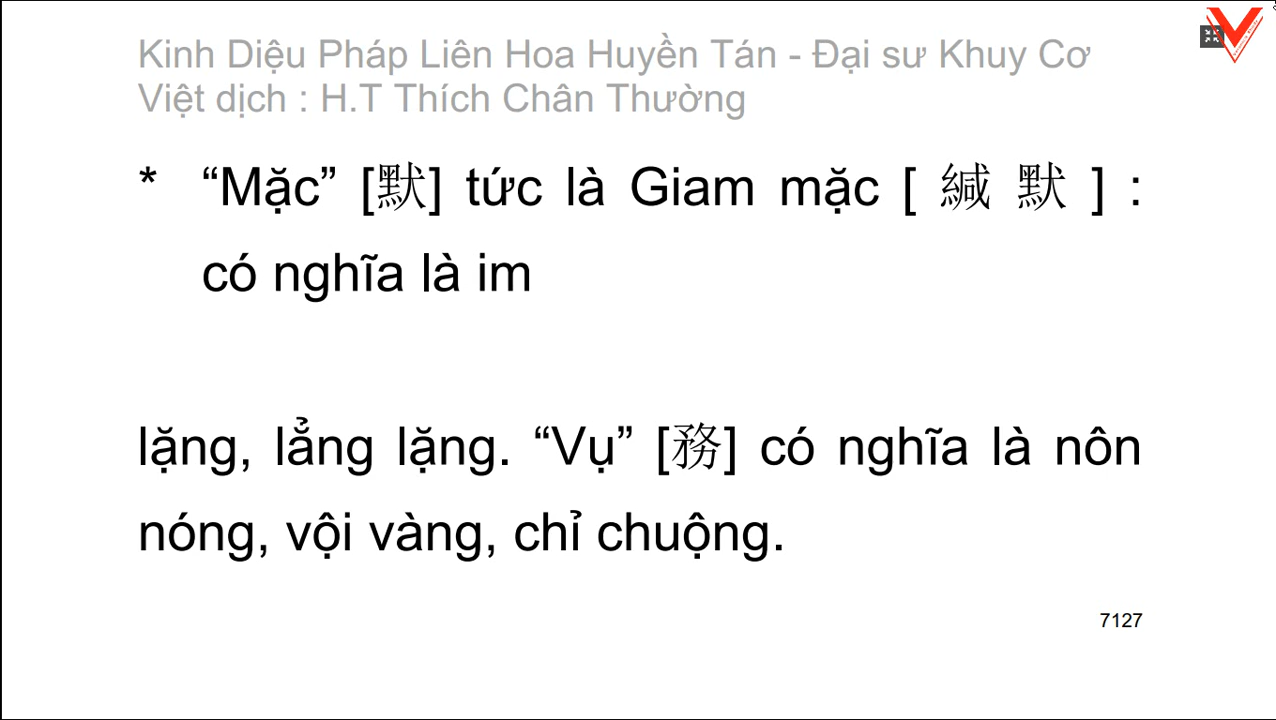 Kinh Diệu Pháp Liên Hoa Huyền Tán - Đại sư Khuy Cơ
Việt dịch : H.T Thích Chân Thường
* “Mặc” [默] tức là Giam mặc [ 緘 默 ] :
có nghĩa là im
lặng, lẳng lặng. “Vụ” [務] có nghĩa là nôn
nóng, vội vàng, chỉ chuộng.
7127